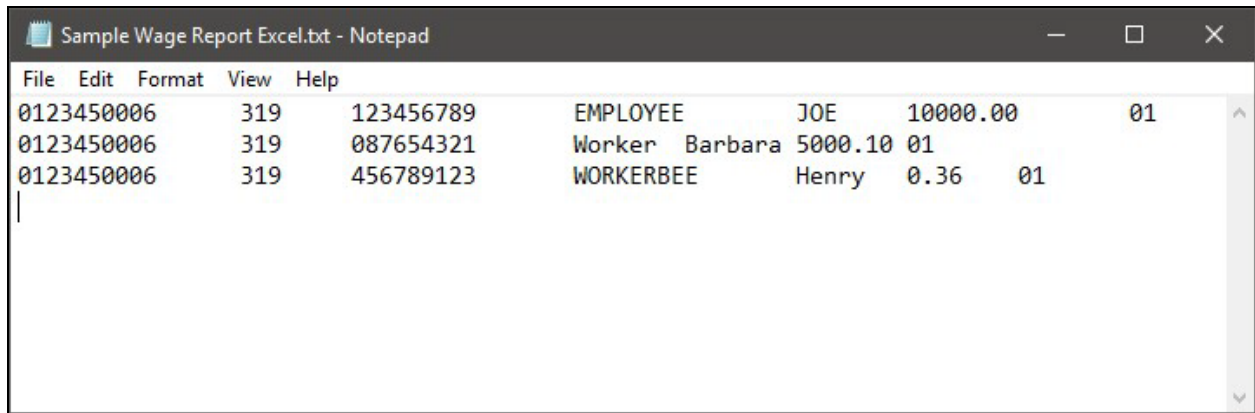 Sample Wage Report Excel.txt - Notepad
File Edit Format View Help
0123450006 319 123456789 EMPLOYEE JOE 10000.00 01
0123450006 319 087654321 Worker Barbara 5000.10 01
0123450006 319 456789123 WORKERBEE Henry 0.36 01